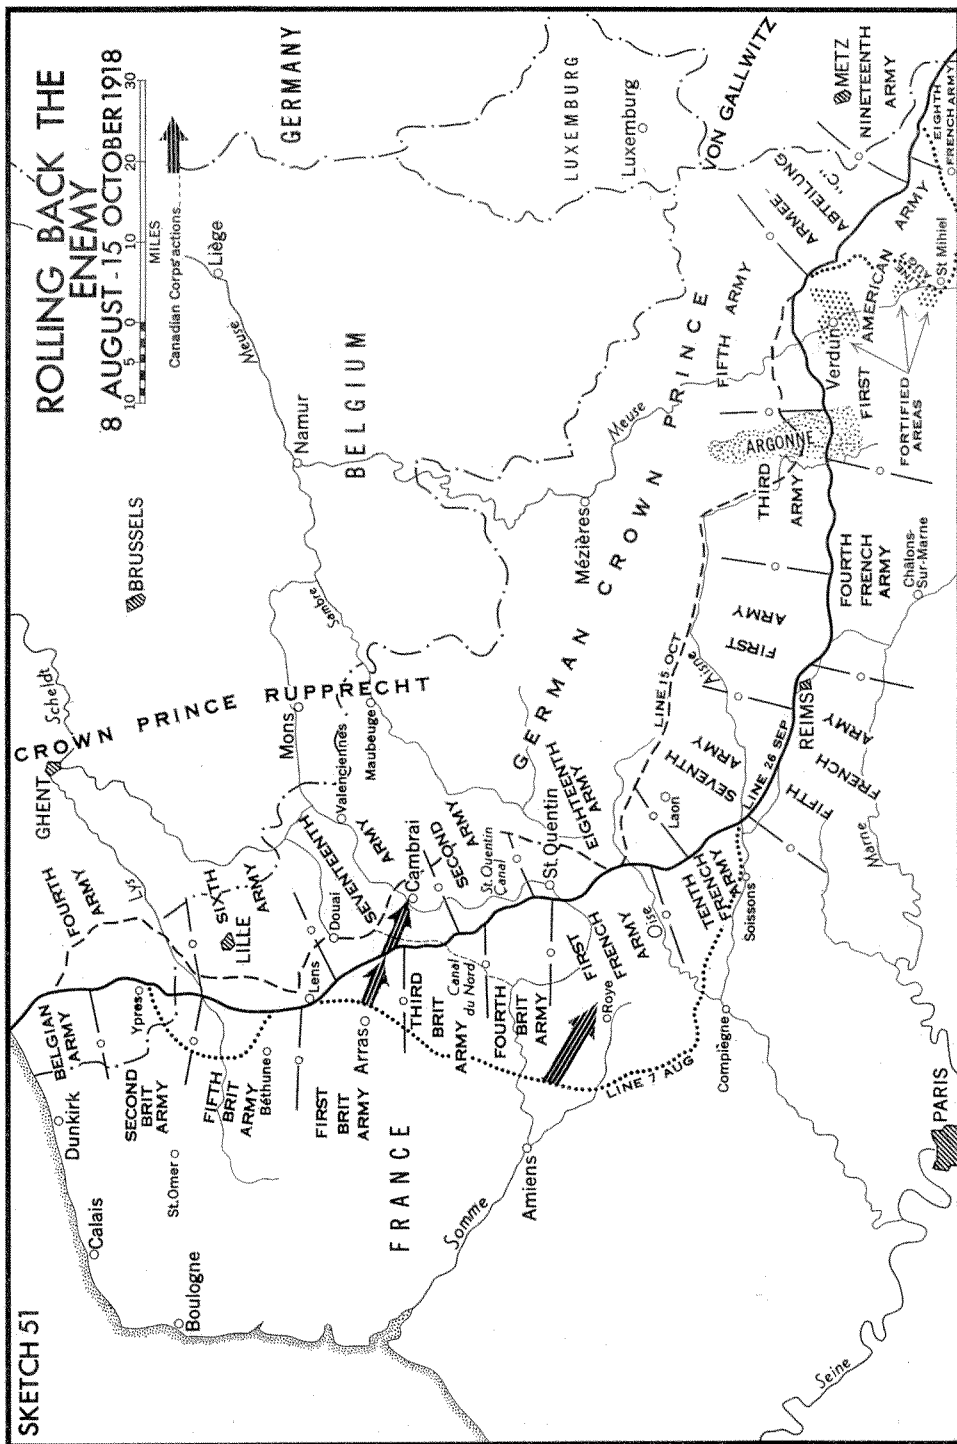 SKETCH 51
ROLLING BACK THE
ENEMY
8 AUGUST - 15 OCTOBER 1918
10 5 0 10 20 30
MILES
Canadian Corps' actions
GERMANY
BELGIUM
LUXEMBURG
FRANCE
Calais
Dunkirk
Boulogne
St. Omer
BELGIAN
ARMY
Ypres
SECOND
BRIT
ARMY
FIFTH
BRIT
ARMY
Béthune
FIRST
BRIT
ARMY
Arras
THIRD
BRIT
ARMY
Canal
du Nord
FOURTH
BRIT
ARMY
Somme
Amiens
FIRST
FRENCH
ARMY
Roye
Oise
LINE 7 AUG
Compiègne
TENTH
FRENCH
ARMY
Soissons
PARIS
Seine
Marne
GHENT
Scheldt
BRUSSELS
Lys
FOURTH
ARMY
SIXTH
ARMY
LILLE
Lens
Douai
SEVENTEENTH
ARMY
Cambrai
SECOND
ARMY
St. Quentin
Canal
St. Quentin
EIGHTEENTH
ARMY
CROWN PRINCE RUPPRECHT
Mons
Valenciennes
Maubeuge
Sambre
Namur
Meuse
Liège
GERMAN CROWN PRINCE
Mézières
Meuse
LINE 15 OCT
Aisne
Laon
SEVENTH
ARMY
LINE 26 SEP
REIMS
FIFTH
FRENCH
ARMY
FIRST
ARMY
FOURTH
FRENCH
ARMY
Châlons-
Sur-Marne
THIRD
ARMY
ARGONNE
FIFTH
ARMY
Verdun
FIRST
AMERICAN
ARMY
FORTIFIED
AREAS
LINE
7 AUG
St Mihiel
Luxemburg
VON GALLWITZ
ARMEE
ABTEILUNG
"C"
METZ
NINETEENTH
ARMY
EIGHTH
FRENCH ARMY